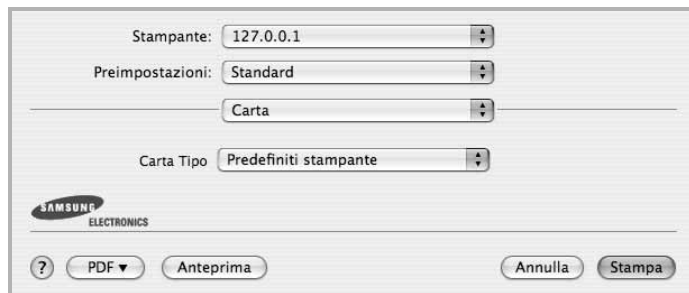 Stampante: 127.0.0.1
Preimpostazioni: Standard
Carta
Carta Tipo Predefiniti stampante
SAMSUNG
ELECTRONICS
? PDF ▼ Anteprima Annulla Stampa